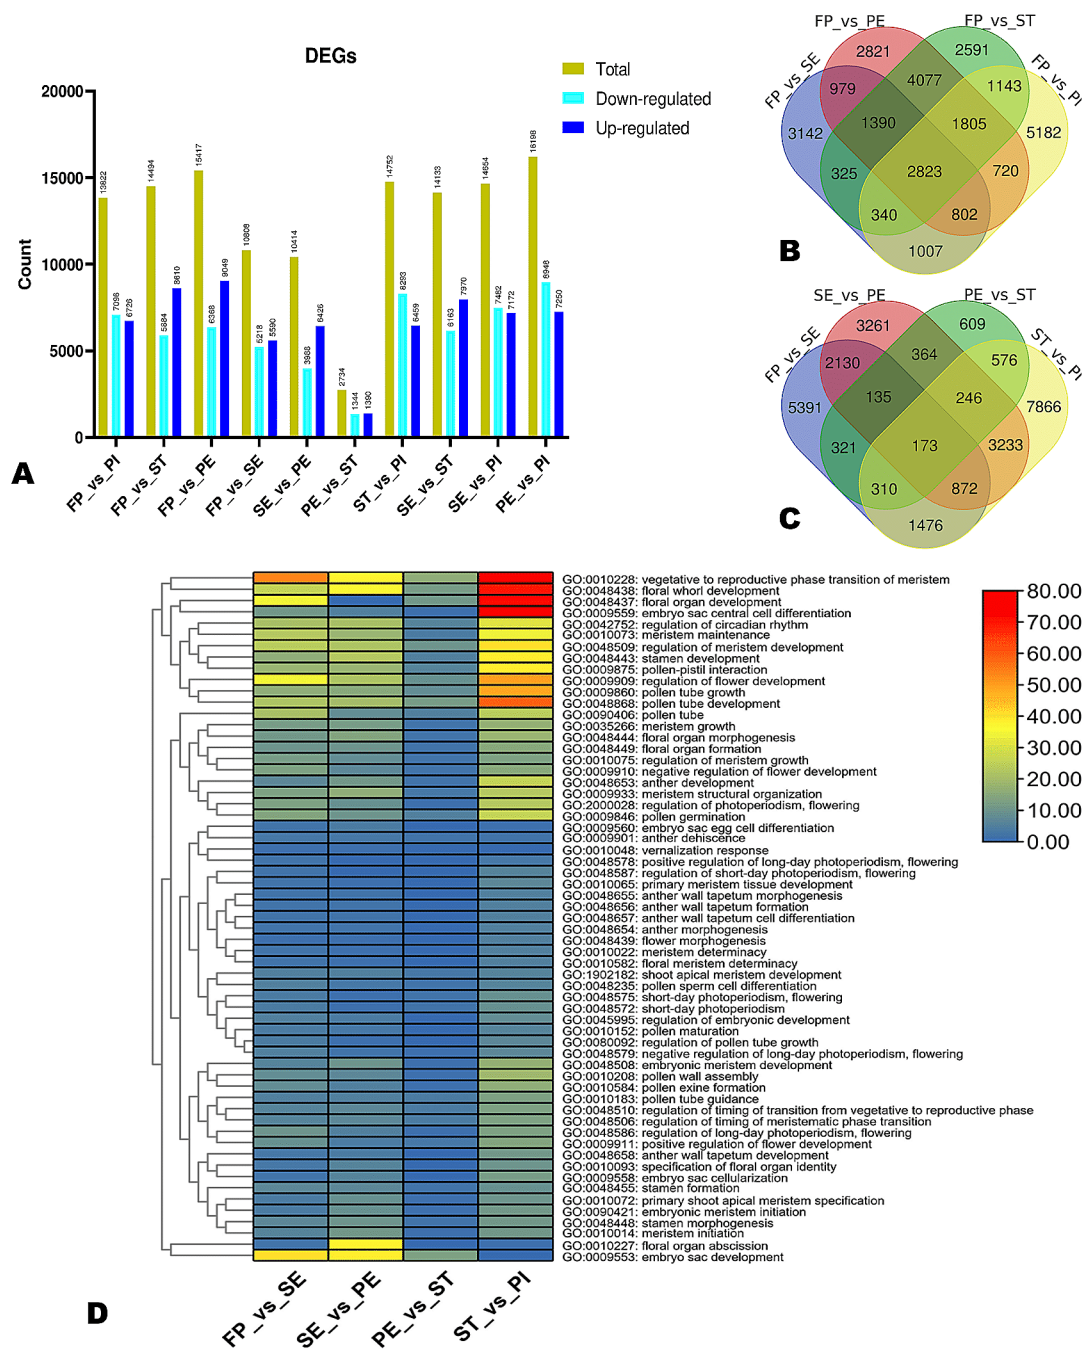 DEGs
Count
20000
15000
10000
5000
0
Total
Down-regulated
Up-regulated
13822
7096
6726
14494
5884
8610
15417
6368
9049
10808
5218
5590
10414
3988
6426
2734
1344
1390
14752
8293
6459
14133
6163
7970
14654
7482
7172
16198
8948
7250
FP_vs_PI
FP_vs_ST
FP_vs_PE
FP_vs_SE
SE_vs_PE
PE_vs_ST
ST_vs_PI
SE_vs_ST
SE_vs_PI
PE_vs_PI
A
FP_vs_SE
FP_vs_PE
FP_vs_ST
FP_vs_PI
2821
2591
979
4077
1143
3142
1390
1805
5182
325
2823
720
340
802
1007
B
FP_vs_SE
SE_vs_PE
PE_vs_ST
ST_vs_PI
3261
609
2130
364
576
5391
135
246
7866
321
173
3233
310
872
1476
C
GO:0010228: vegetative to reproductive phase transition of meristem
GO:0048438: floral whorl development
GO:0048437: floral organ development
GO:0009559: embryo sac central cell differentiation
GO:0042752: regulation of circadian rhythm
GO:0010073: meristem maintenance
GO:0048509: regulation of meristem development
GO:0048443: stamen development
GO:0009875: pollen-pistil interaction
GO:0009909: regulation of flower development
GO:0009860: pollen tube growth
GO:0048868: pollen tube development
GO:0090406: pollen tube
GO:0035266: meristem growth
GO:0048444: floral organ morphogenesis
GO:0048449: floral organ formation
GO:0010075: regulation of meristem growth
GO:0009910: negative regulation of flower development
GO:0048653: anther development
GO:0009933: meristem structural organization
GO:2000028: regulation of photoperiodism, flowering
GO:0009846: pollen germination
GO:0009560: embryo sac egg cell differentiation
GO:0009901: anther dehiscence
GO:0010048: vernalization response
GO:0048578: positive regulation of long-day photoperiodism, flowering
GO:0048587: regulation of short-day photoperiodism, flowering
GO:0010065: primary meristem tissue development
GO:0048655: anther wall tapetum morphogenesis
GO:0048656: anther wall tapetum formation
GO:0048657: anther wall tapetum cell differentiation
GO:0048654: anther morphogenesis
GO:0048439: flower morphogenesis
GO:0010022: meristem determinacy
GO:0010582: floral meristem determinacy
GO:1902182: shoot apical meristem development
GO:0048235: pollen sperm cell differentiation
GO:0048575: short-day photoperiodism, flowering
GO:0048572: short-day photoperiodism
GO:0045995: regulation of embryonic development
GO:0010152: pollen maturation
GO:0080092: regulation of pollen tube growth
GO:0048579: negative regulation of long-day photoperiodism, flowering
GO:0048508: embryonic meristem development
GO:0010208: pollen wall assembly
GO:0010584: pollen exine formation
GO:0010183: pollen tube guidance
GO:0048510: regulation of timing of transition from vegetative to reproductive phase
GO:0048506: regulation of timing of meristematic phase transition
GO:0048586: regulation of long-day photoperiodism, flowering
GO:0009911: positive regulation of flower development
GO:0048658: anther wall tapetum development
GO:0010093: specification of floral organ identity
GO:0009558: embryo sac cellularization
GO:0048455: stamen formation
GO:0010072: primary shoot apical meristem specification
GO:0090421: embryonic meristem initiation
GO:0048448: stamen morphogenesis
GO:0010014: meristem initiation
GO:0010227: floral organ abscission
GO:0009553: embryo sac development
80.00
70.00
60.00
50.00
40.00
30.00
20.00
10.00
0.00
FP_vs_SE
SE_vs_PE
PE_vs_ST
ST_vs_PI
D